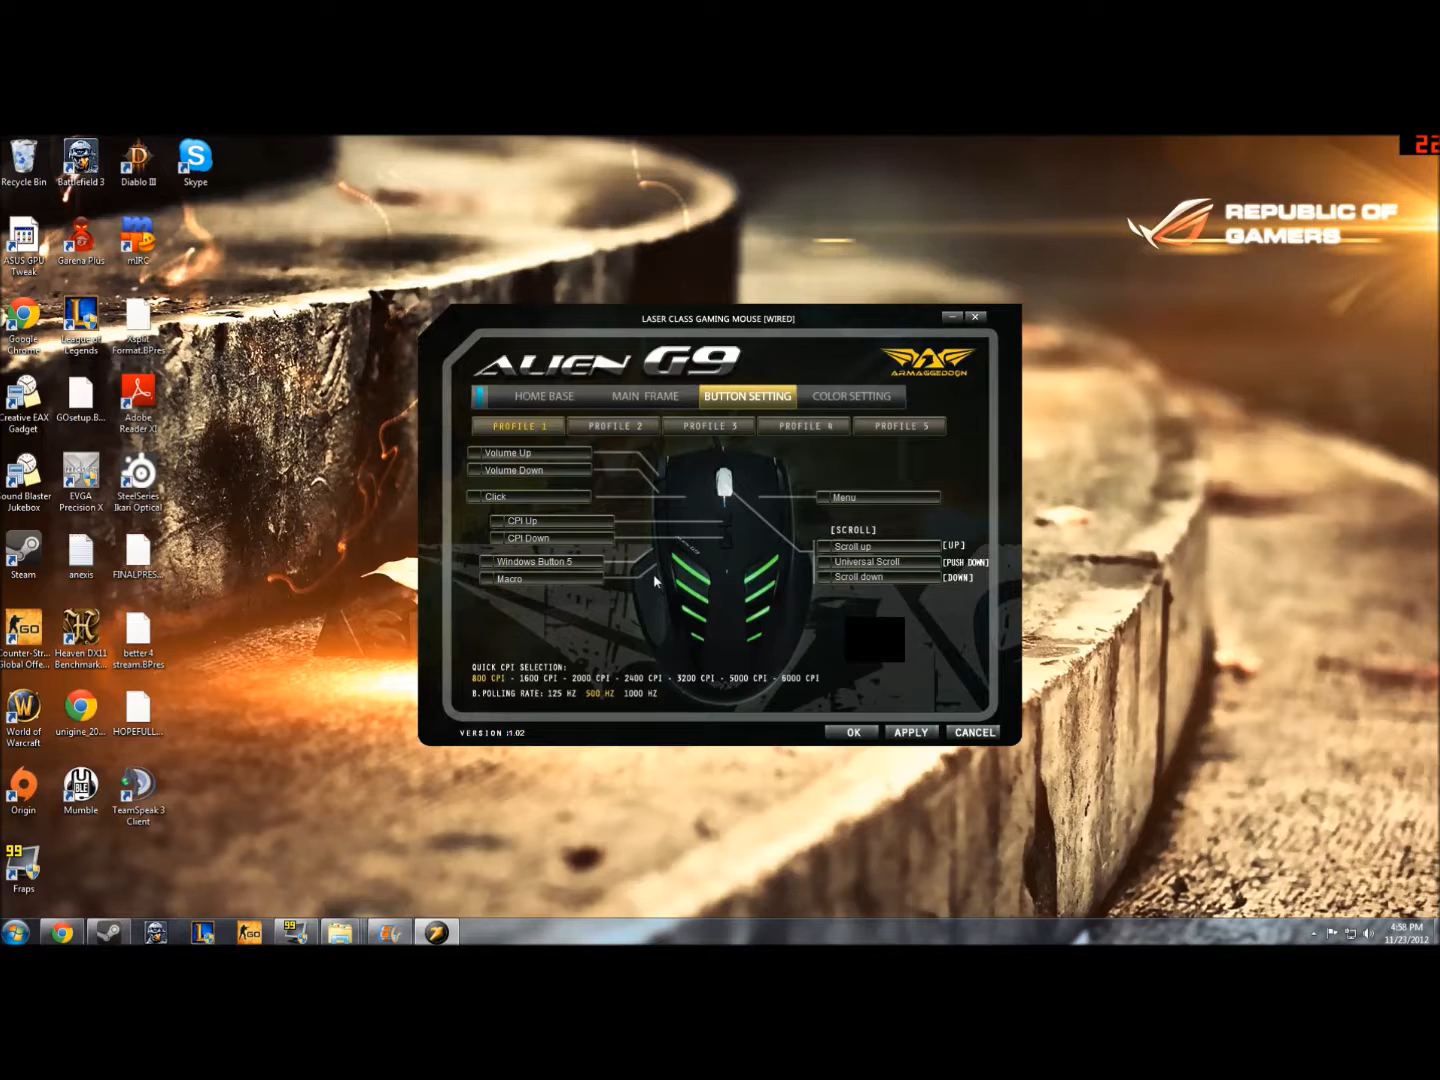 22
Recycle Bin
Battlefield 3
Diablo III
Skype
REPUBLIC OF
GAMERS
ASUS GPU
Tweak
Garena Plus
mIRC
Google
Chrome
League of
Legends
Xsplit
Format.BPres
Creative EAX
Gadget
GOsetup.B...
Adobe
Reader XI
Sound Blaster
Jukebox
EVGA
Precision X
SteelSeries
Ikari Optical
Steam
anexis
FINALPRES...
GO
Counter-Str...
Global Offe...
Heaven DX11
Benchmark...
better 4
stream.BPres
World of
Warcraft
unigine_20...
HOPEFULL...
Origin
BLE
Mumble
TeamSpeak 3
Client
99
Fraps
LASER CLASS GAMING MOUSE [WIRED]
ALIEN G9
ARMAGGEDDON
HOME BASE
MAIN FRAME
BUTTON SETTING
COLOR SETTING
PROFILE 1
PROFILE 2
PROFILE 3
PROFILE 4
PROFILE 5
Volume Up
Volume Down
Click
Menu
CPI Up
CPI Down
[SCROLL]
Scroll up [UP]
Windows Button 5
Universal Scroll [PUSH DOWN]
Macro
Scroll down [DOWN]
QUICK CPI SELECTION:
800 CPI - 1600 CPI - 2000 CPI - 2400 CPI - 3200 CPI - 5000 CPI - 6000 CPI
B.POLLING RATE: 125 HZ 500 HZ 1000 HZ
VERSION :1.02
OK
APPLY
CANCEL
GO
99
4:58 PM
11/23/2012